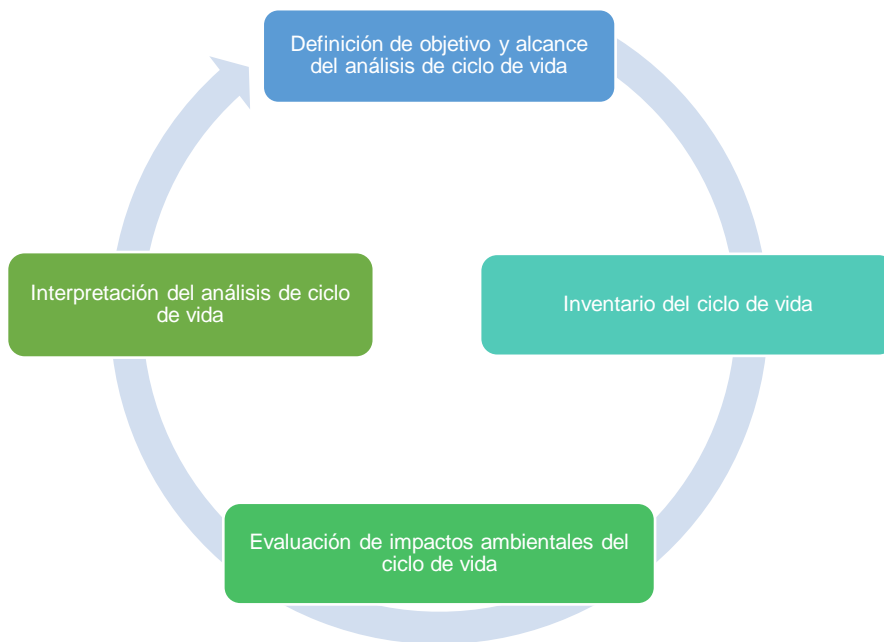 Definición de objetivo y alcance
del análisis de ciclo de vida
Inventario del ciclo de vida
Evaluación de impactos ambientales del
ciclo de vida
Interpretación del análisis de ciclo
de vida